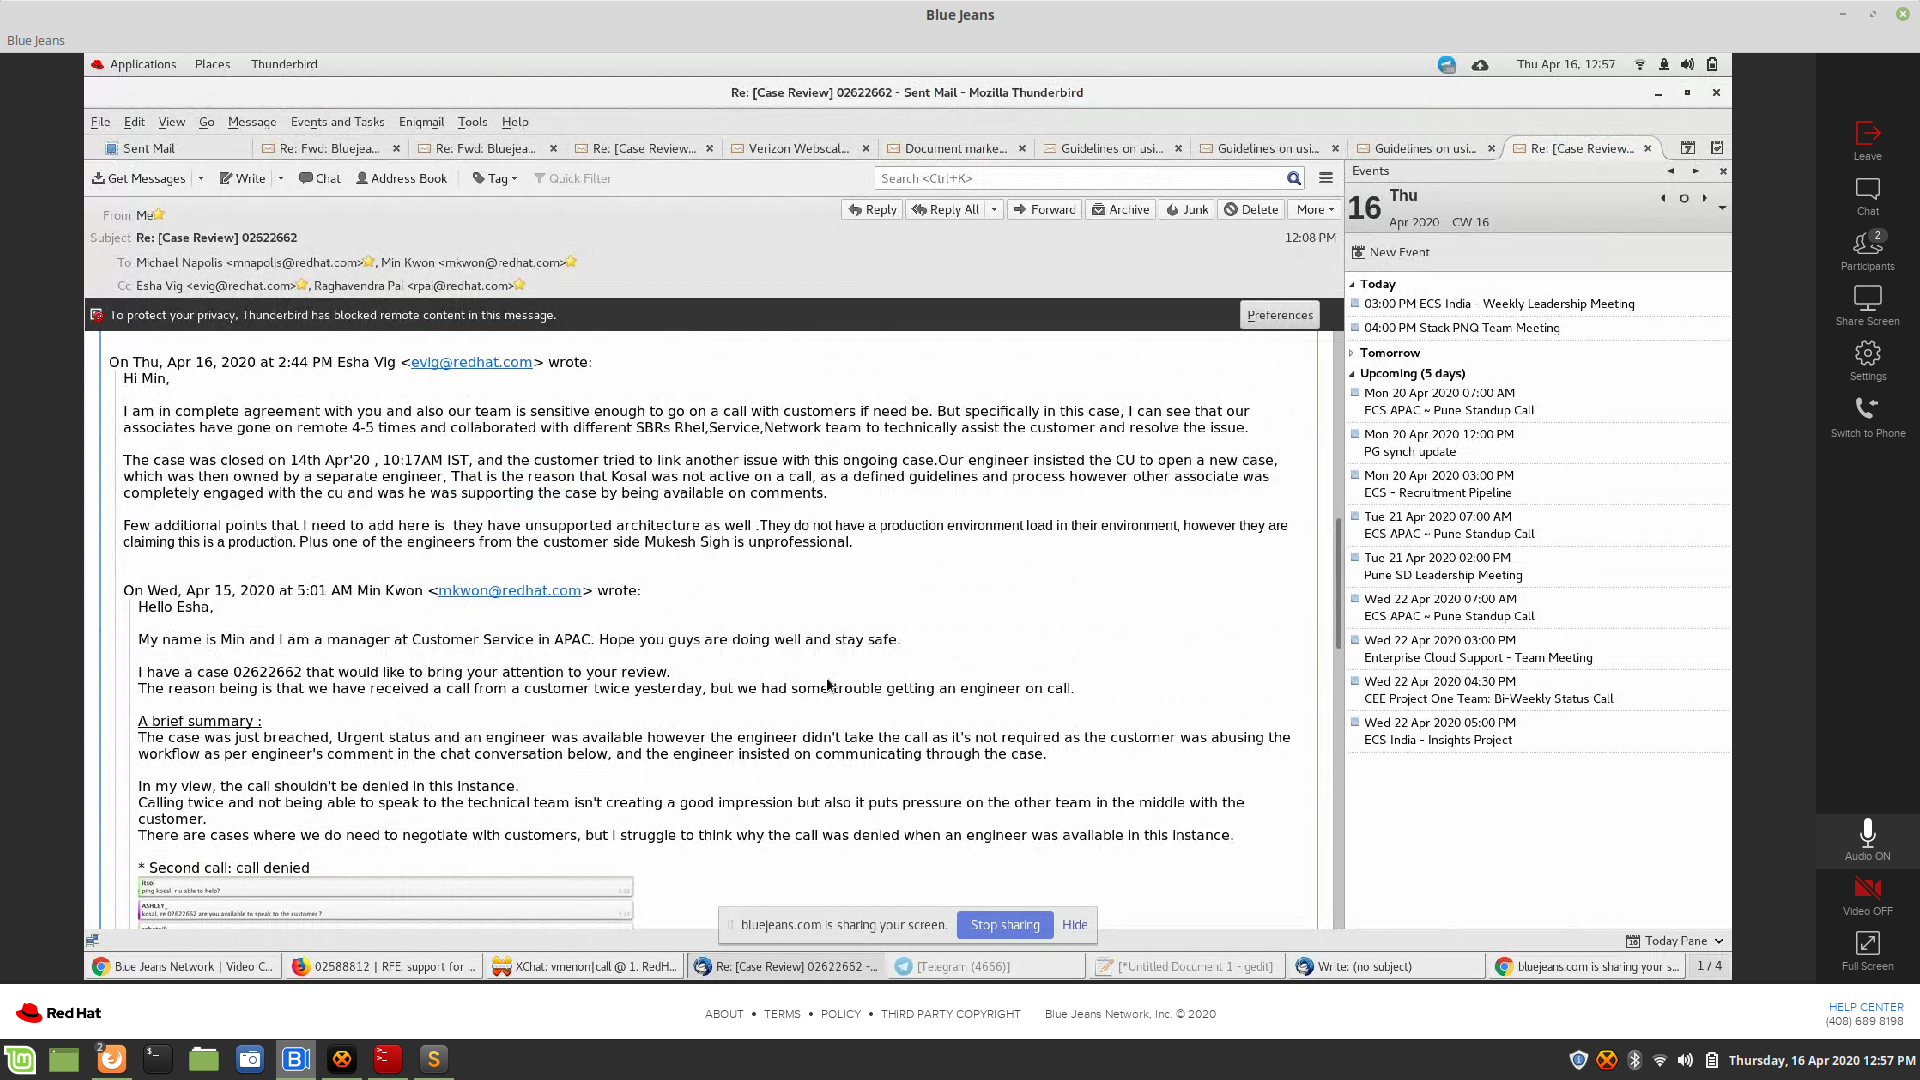 Blue Jeans
Blue Jeans
Applications Places Thunderbird
Thu Apr 16, 12:57
Re: [Case Review] 02622662 - Sent Mail - Mozilla Thunderbird
File Edit View Go Message Events and Tasks Enigmail Tools Help
Sent Mail Re: Fwd: Bluejea... Re: Fwd: Bluejea... Re: [Case Review... Verizon Webscal... Document marke... Guidelines on usi... Guidelines on usi... Guidelines on usi... Re: [Case Review...
Get Messages Write Chat Address Book Tag Quick Filter Search <Ctrl+K>
From Me
Reply Reply All Forward Archive Junk Delete More
Subject Re: [Case Review] 02622662
12:08 PM
To Michael Napolis <mnapolis@redhat.com>, Min Kwon <mkwon@redhat.com>
Cc Esha Vig <evig@redhat.com>, Raghavendra Pai <rpai@redhat.com>
To protect your privacy, Thunderbird has blocked remote content in this message.
Preferences
On Thu, Apr 16, 2020 at 2:44 PM Esha Vig <evig@redhat.com> wrote:
Hi Min,
I am in complete agreement with you and also our team is sensitive enough to go on a call with customers if need be. But specifically in this case, I can see that our
associates have gone on remote 4-5 times and collaborated with different SBRs Rhel,Service,Network team to technically assist the customer and resolve the issue.
The case was closed on 14th Apr'20 , 10:17AM IST, and the customer tried to link another issue with this ongoing case.Our engineer insisted the CU to open a new case,
which was then owned by a separate engineer, That is the reason that Kosal was not active on a call, as a defined guidelines and process however other associate was
completely engaged with the cu and was he was supporting the case by being available on comments.
Few additional points that I need to add here is they have unsupported architecture as well .They do not have a production environment load in their environment, however they are
claiming this is a production. Plus one of the engineers from the customer side Mukesh Sigh is unprofessional.
On Wed, Apr 15, 2020 at 5:01 AM Min Kwon <mkwon@redhat.com> wrote:
Hello Esha,
My name is Min and I am a manager at Customer Service in APAC. Hope you guys are doing well and stay safe.
I have a case 02622662 that would like to bring your attention to your review.
The reason being is that we have received a call from a customer twice yesterday, but we had some trouble getting an engineer on call.
A brief summary :
The case was just breached, Urgent status and an engineer was available however the engineer didn't take the call as it's not required as the customer was abusing the
workflow as per engineer's comment in the chat conversation below, and the engineer insisted on communicating through the case.
In my view, the call shouldn't be denied in this instance.
Calling twice and not being able to speak to the technical team isn't creating a good impression but also it puts pressure on the other team in the middle with the
customer.
There are cases where we do need to negotiate with customers, but I struggle to think why the call was denied when an engineer was available in this instance.
* Second call: call denied
itso
ping kosal, r u able to help?
ASHLEY_
kosal, re 02622662 are you available to speak to the customer?
bluejeans.com is sharing your screen. Stop sharing Hide
Events
16 Thu
Apr 2020 CW 16
New Event
Today
03:00 PM ECS India - Weekly Leadership Meeting
04:00 PM Stack PNQ Team Meeting
Tomorrow
Upcoming (5 days)
Mon 20 Apr 2020 07:00 AM
ECS APAC ~ Pune Standup Call
Mon 20 Apr 2020 12:00 PM
PG synch update
Mon 20 Apr 2020 03:00 PM
ECS - Recruitment Pipeline
Tue 21 Apr 2020 07:00 AM
ECS APAC ~ Pune Standup Call
Tue 21 Apr 2020 02:00 PM
Pune SD Leadership Meeting
Wed 22 Apr 2020 07:00 AM
ECS APAC ~ Pune Standup Call
Wed 22 Apr 2020 03:00 PM
Enterprise Cloud Support - Team Meeting
Wed 22 Apr 2020 04:30 PM
CEE Project One Team: Bi-Weekly Status Call
Wed 22 Apr 2020 05:00 PM
ECS India - Insights Project
16 Today Pane
Leave
Chat
2
Participants
Share Screen
Settings
Switch to Phone
Audio ON
Video OFF
Full Screen
Blue Jeans Network | Video C... 02588812 | RFE: support for ... XChat: vmenon|call @ 1. RedH... Re: [Case Review] 02622662 -... [Telegram (4666)] [*Untitled Document 1 - gedit] Write: (no subject) bluejeans.com is sharing your s... 1 / 4
Red Hat
ABOUT • TERMS • POLICY • THIRD PARTY COPYRIGHT Blue Jeans Network, Inc. © 2020
HELP CENTER
(408) 689 8198
2
Thursday, 16 Apr 2020 12:57 PM